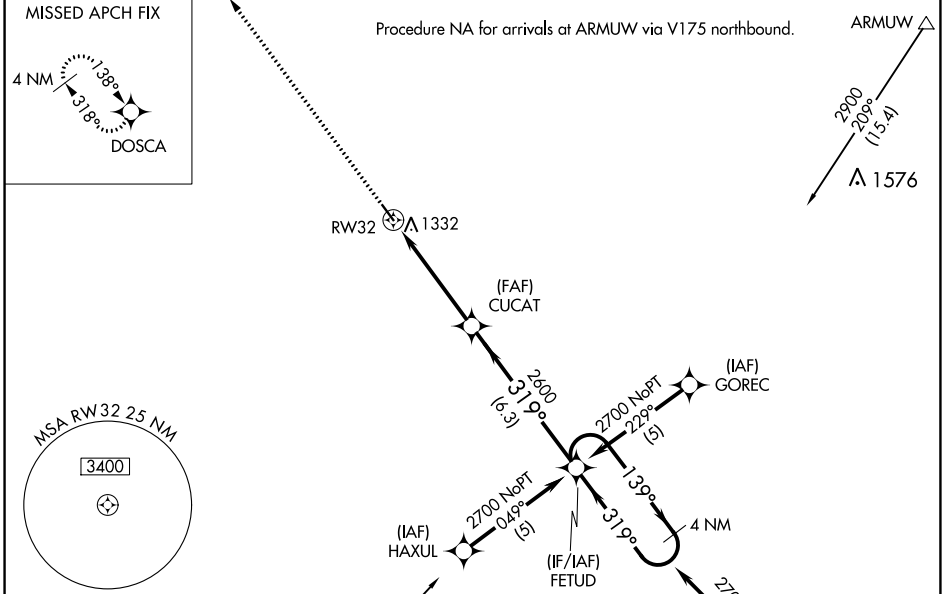 MISSED APCH FIX
4 NM
138°
318°
DOSCA
Procedure NA for arrivals at ARMUW via V175 northbound.
ARMUW
2900
209°
(15.4)
1576
RW32
1332
(FAF)
CUCAT
2600
319°
(6.3)
(IAF)
GOREC
2700 NoPT
229°
(5)
MSA RW32 25 NM
3400
2700 NoPT
049°
(5)
(IAF)
HAXUL
(IF/IAF)
FETUD
139°
319°
4 NM